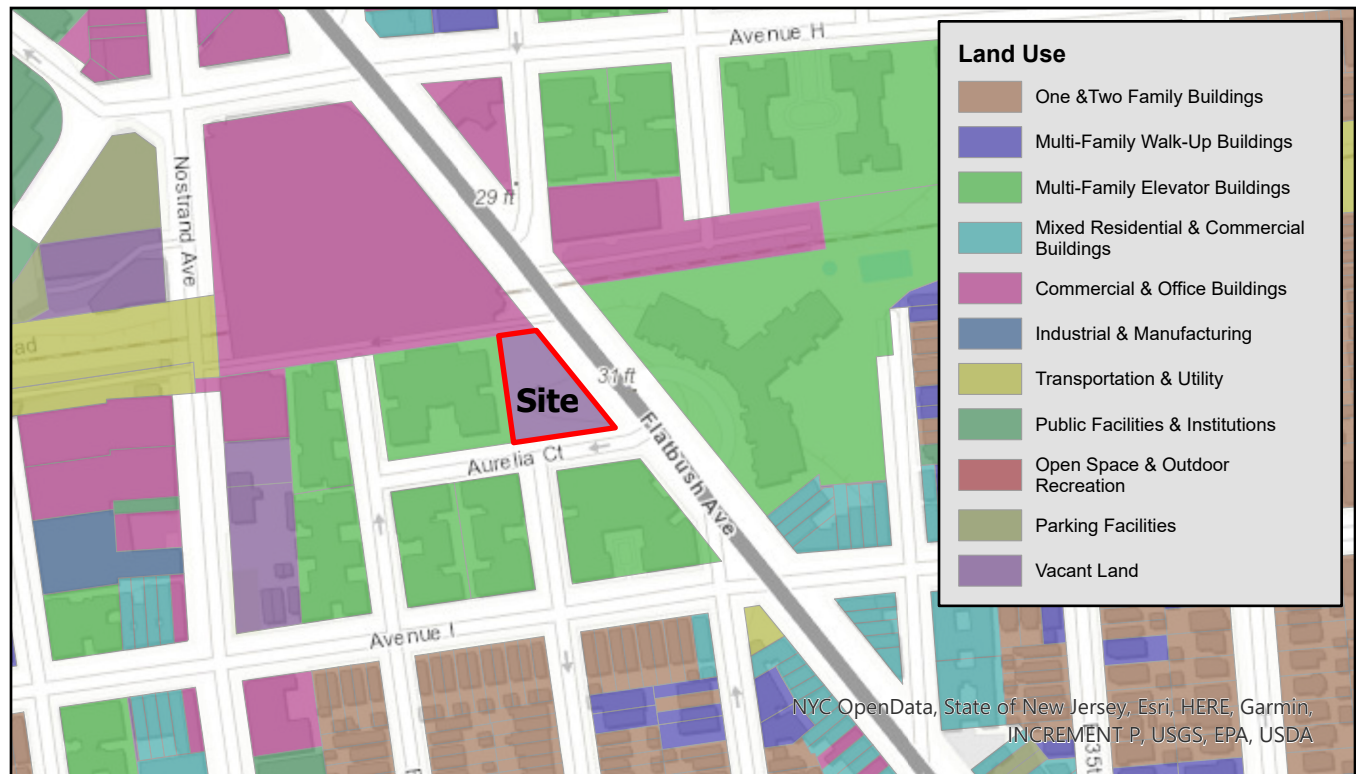 Avenue H
Land Use
One &Two Family Buildings
Multi-Family Walk-Up Buildings
Multi-Family Elevator Buildings
Mixed Residential & Commercial
Buildings
Commercial & Office Buildings
Industrial & Manufacturing
Transportation & Utility
Public Facilities & Institutions
Open Space & Outdoor
Recreation
Parking Facilities
Vacant Land
Nostrand Ave
29 ft
31 ft
Site
Flatbush Ave
Aurelia Ct
Avenue I
NYC OpenData, State of New Jersey, Esri, HERE, Garmin,
INCREMENT P, USGS, EPA, USDA